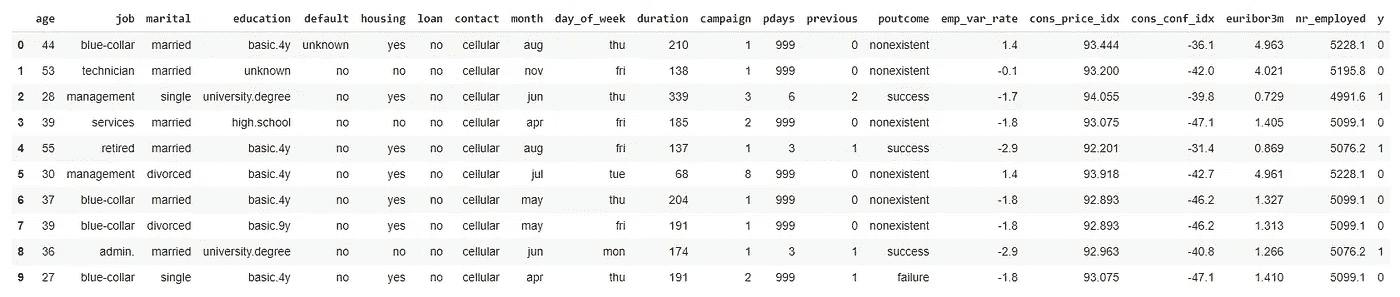 age job marital education default housing loan contact month day_of_week duration campaign pdays previous poutcome emp_var_rate cons_price_idx cons_conf_idx euribor3m nr_employed y
0 44 blue-collar married basic.4y unknown yes no cellular aug thu 210 1 999 0 nonexistent 1.4 93.444 -36.1 4.963 5228.1 0
1 53 technician married unknown no no no cellular nov fri 138 1 999 0 nonexistent -0.1 93.200 -42.0 4.021 5195.8 0
2 28 management single university.degree no yes no cellular jun thu 339 3 6 2 success -1.7 94.055 -39.8 0.729 4991.6 1
3 39 services married high.school no no no cellular apr fri 185 2 999 0 nonexistent -1.8 93.075 -47.1 1.405 5099.1 0
4 55 retired married basic.4y no yes no cellular aug fri 137 1 3 1 success -2.9 92.201 -31.4 0.869 5076.2 1
5 30 management divorced basic.4y no yes no cellular jul tue 68 8 999 0 nonexistent 1.4 93.918 -42.7 4.961 5228.1 0
6 37 blue-collar married basic.4y no yes no cellular may thu 204 1 999 0 nonexistent -1.8 92.893 -46.2 1.327 5099.1 0
7 39 blue-collar divorced basic.9y no yes no cellular may fri 191 1 999 0 nonexistent -1.8 92.893 -46.2 1.313 5099.1 0
8 36 admin. married university.degree no no no cellular jun mon 174 1 3 1 success -2.9 92.963 -40.8 1.266 5076.2 1
9 27 blue-collar single basic.4y no yes no cellular apr thu 191 2 999 1 failure -1.8 93.075 -47.1 1.410 5099.1 0